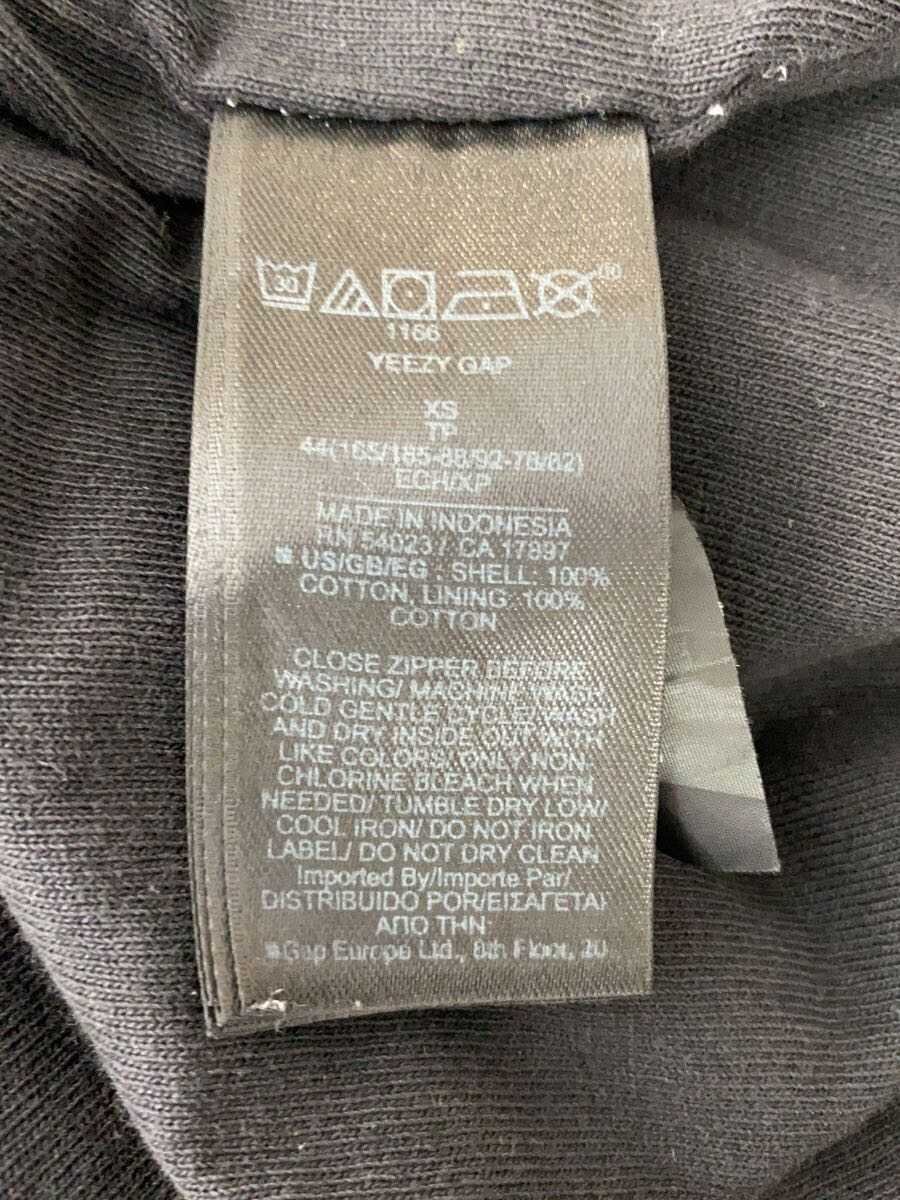 30
1166
YEEZY GAP
XS
TP
44(165/185-88/92-78/82)
ECH/XP
MADE IN INDONESIA
RN 54023 / CA 17897
US/GB/EG : SHELL: 100%
COTTON, LINING: 100%
COTTON
CLOSE ZIPPER BEFORE
WASHING/ MACHINE WASH
COLD GENTLE CYCLE/ WASH
AND DRY INSIDE OUT WITH
LIKE COLORS/ ONLY NON-
CHLORINE BLEACH WHEN
NEEDED/ TUMBLE DRY LOW/
COOL IRON/ DO NOT IRON
LABEL/ DO NOT DRY CLEAN
Imported By/Importe Par/
DISTRIBUIDO POR/ΕΙΣΑΓΕΤΑΙ
ΑΠΟ ΤΗΝ:
Gap Europe Ltd., 8th Floor, 20